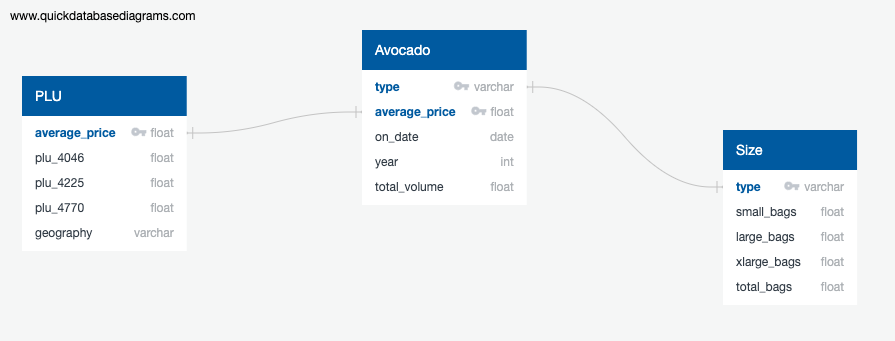 www.quickdatabasediagrams.com
PLU
average_price float
plu_4046 float
plu_4225 float
plu_4770 float
geography varchar
Avocado
type varchar
average_price float
on_date date
year int
total_volume float
Size
type varchar
small_bags float
large_bags float
xlarge_bags float
total_bags float